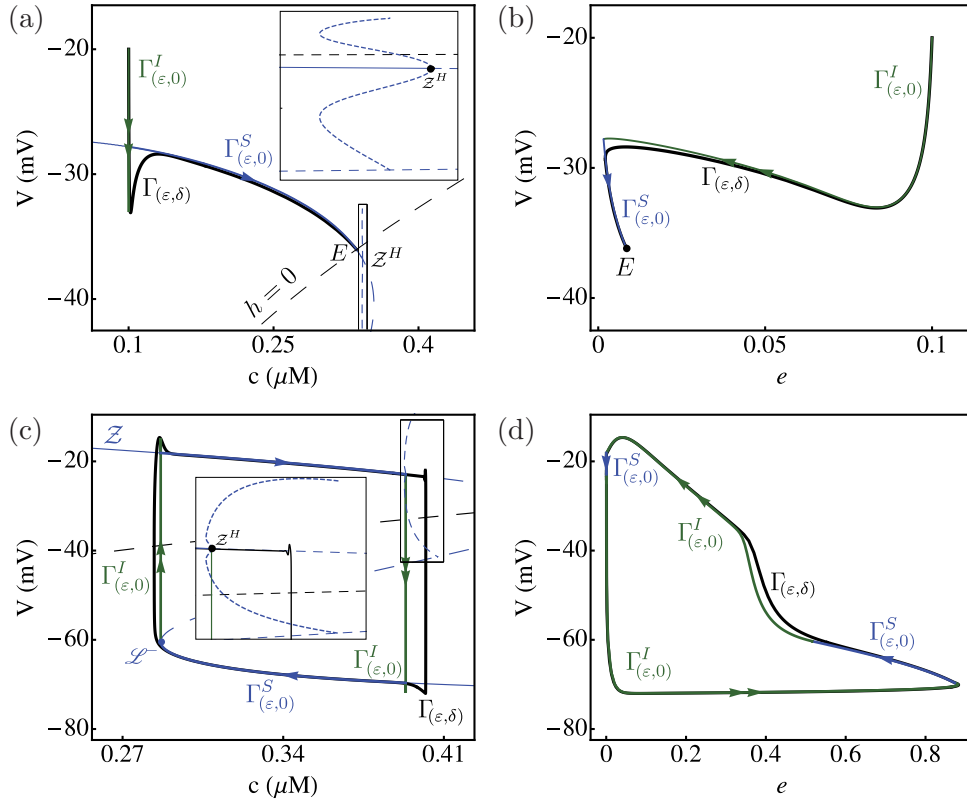 (a)
V (mV)
−20
−30
−40
0.1
0.25
0.4
c (μM)
Γ^I_(ε,0)
Γ^S_(ε,0)
Γ_(ε,δ)
E
Z^H
h = 0
Z^H
(b)
V (mV)
−20
−30
−40
0
0.05
0.1
e
Γ^I_(ε,0)
Γ_(ε,δ)
Γ^S_(ε,0)
E
(c)
V (mV)
−20
−40
−60
−80
0.27
0.34
0.41
c (μM)
Z
Z^H
Γ^I_(ε,0)
ℒ^−
Γ^S_(ε,0)
Γ^I_(ε,0)
Γ_(ε,δ)
(d)
V (mV)
−20
−40
−60
−80
0
0.2
0.4
0.6
0.8
e
Γ^S_(ε,0)
Γ^I_(ε,0)
Γ_(ε,δ)
Γ^S_(ε,0)
Γ^I_(ε,0)